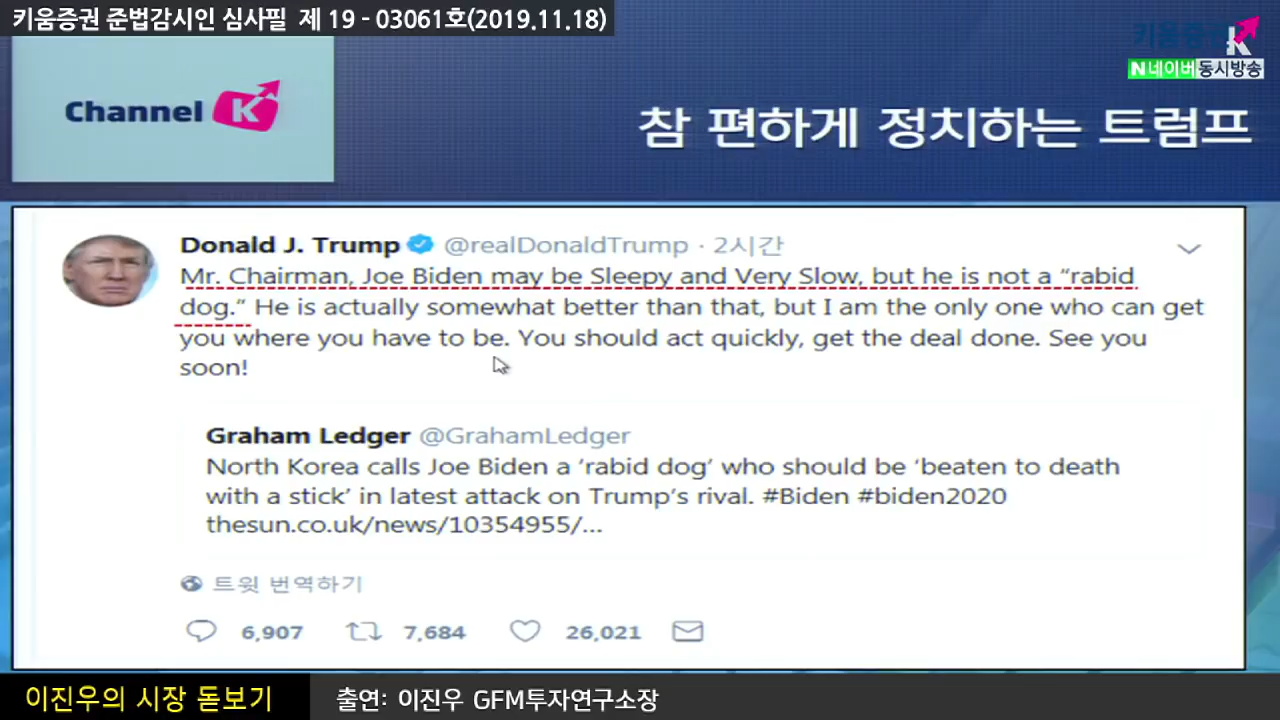 키움증권 준법감시인 심사필 제 19 - 03061호(2019.11.18)
키움증권 K
N 네이버 동시방송
Channel K
참 편하게 정치하는 트럼프
Donald J. Trump @realDonaldTrump · 2시간
Mr. Chairman, Joe Biden may be Sleepy and Very Slow, but he is not a “rabid
dog.” He is actually somewhat better than that, but I am the only one who can get
you where you have to be. You should act quickly, get the deal done. See you
soon!
Graham Ledger @GrahamLedger
North Korea calls Joe Biden a ‘rabid dog’ who should be ‘beaten to death
with a stick’ in latest attack on Trump’s rival. #Biden #biden2020
thesun.co.uk/news/10354955/...
트윗 번역하기
6,907 7,684 26,021
이진우의 시장 돋보기
출연: 이진우 GFM투자연구소장